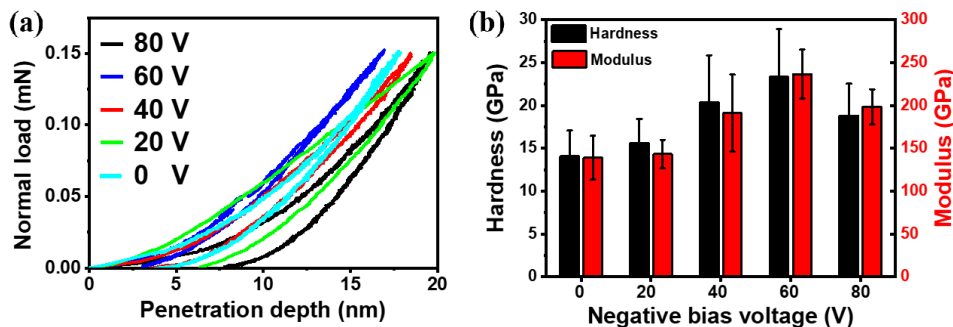 (a)
80 V
60 V
40 V
20 V
0 V
Normal load (mN)
0.15
0.10
0.05
0.00
0 5 10 15 20
Penetration depth (nm)
(b)
Hardness
Modulus
Hardness (GPa)
30
25
20
15
10
5
0
0 20 40 60 80
Negative bias voltage (V)
300
250
200
150
100
50
0
Modulus (GPa)